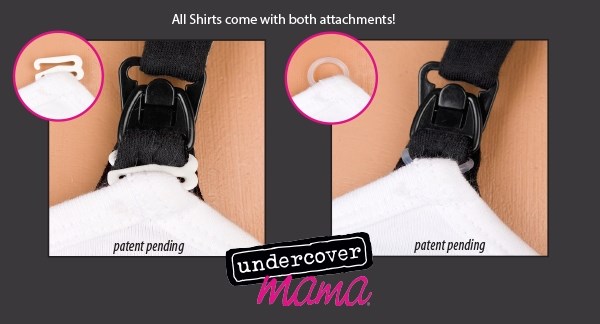 All Shirts come with both attachments!
patent pending
patent pending
undercover
mama